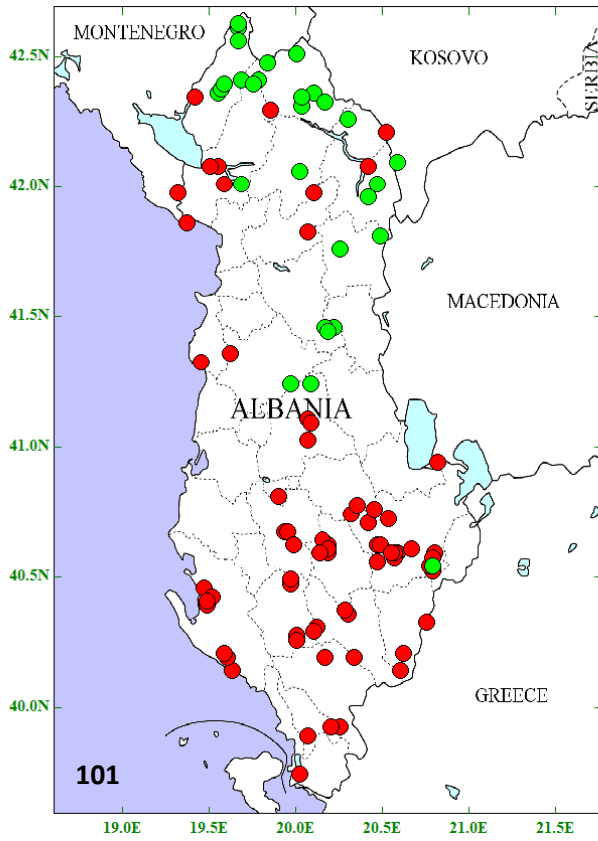 MONTENEGRO
42.5N
KOSOVO
SERBIA
42.0N
41.5N
MACEDONIA
ALBANIA
41.0N
40.5N
40.0N
GREECE
101
19.0E 19.5E 20.0E 20.5E 21.0E 21.5E